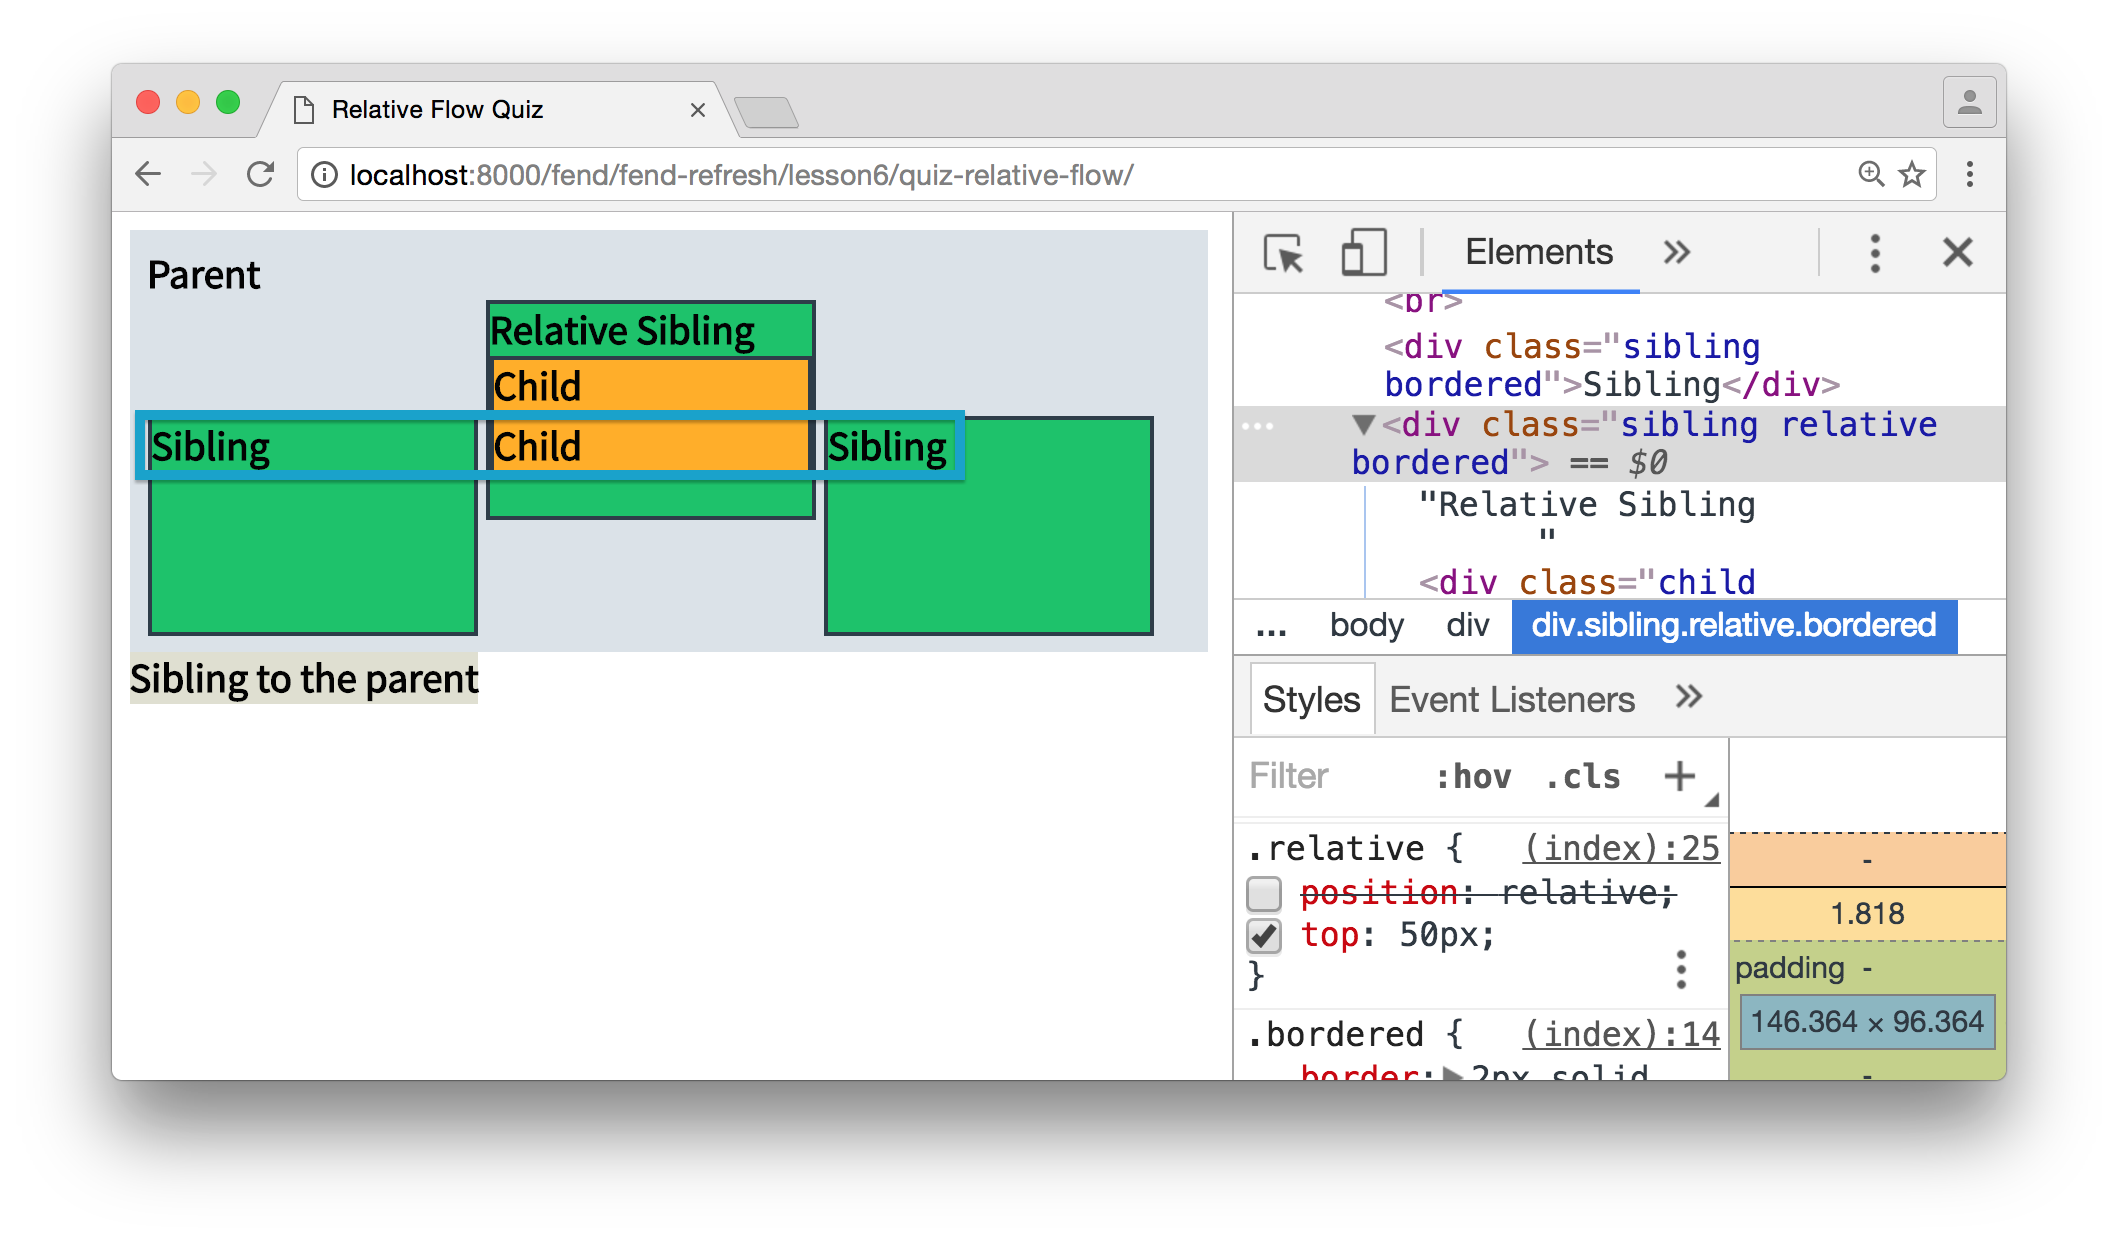 Relative Flow Quiz
localhost:8000/fend/fend-refresh/lesson6/quiz-relative-flow/
Parent
Relative Sibling
Child
Sibling
Child
Sibling
Sibling to the parent
Elements
<br>
<div class="sibling
bordered">Sibling</div>
<div class="sibling relative
bordered"> == $0
"Relative Sibling
"
<div class="child
... body div div.sibling.relative.bordered
Styles Event Listeners
Filter :hov .cls
.relative { (index):25
position: relative;
top: 50px;
}
.bordered { (index):14
border: 2px solid
-
1.818
padding -
146.364 × 96.364
-